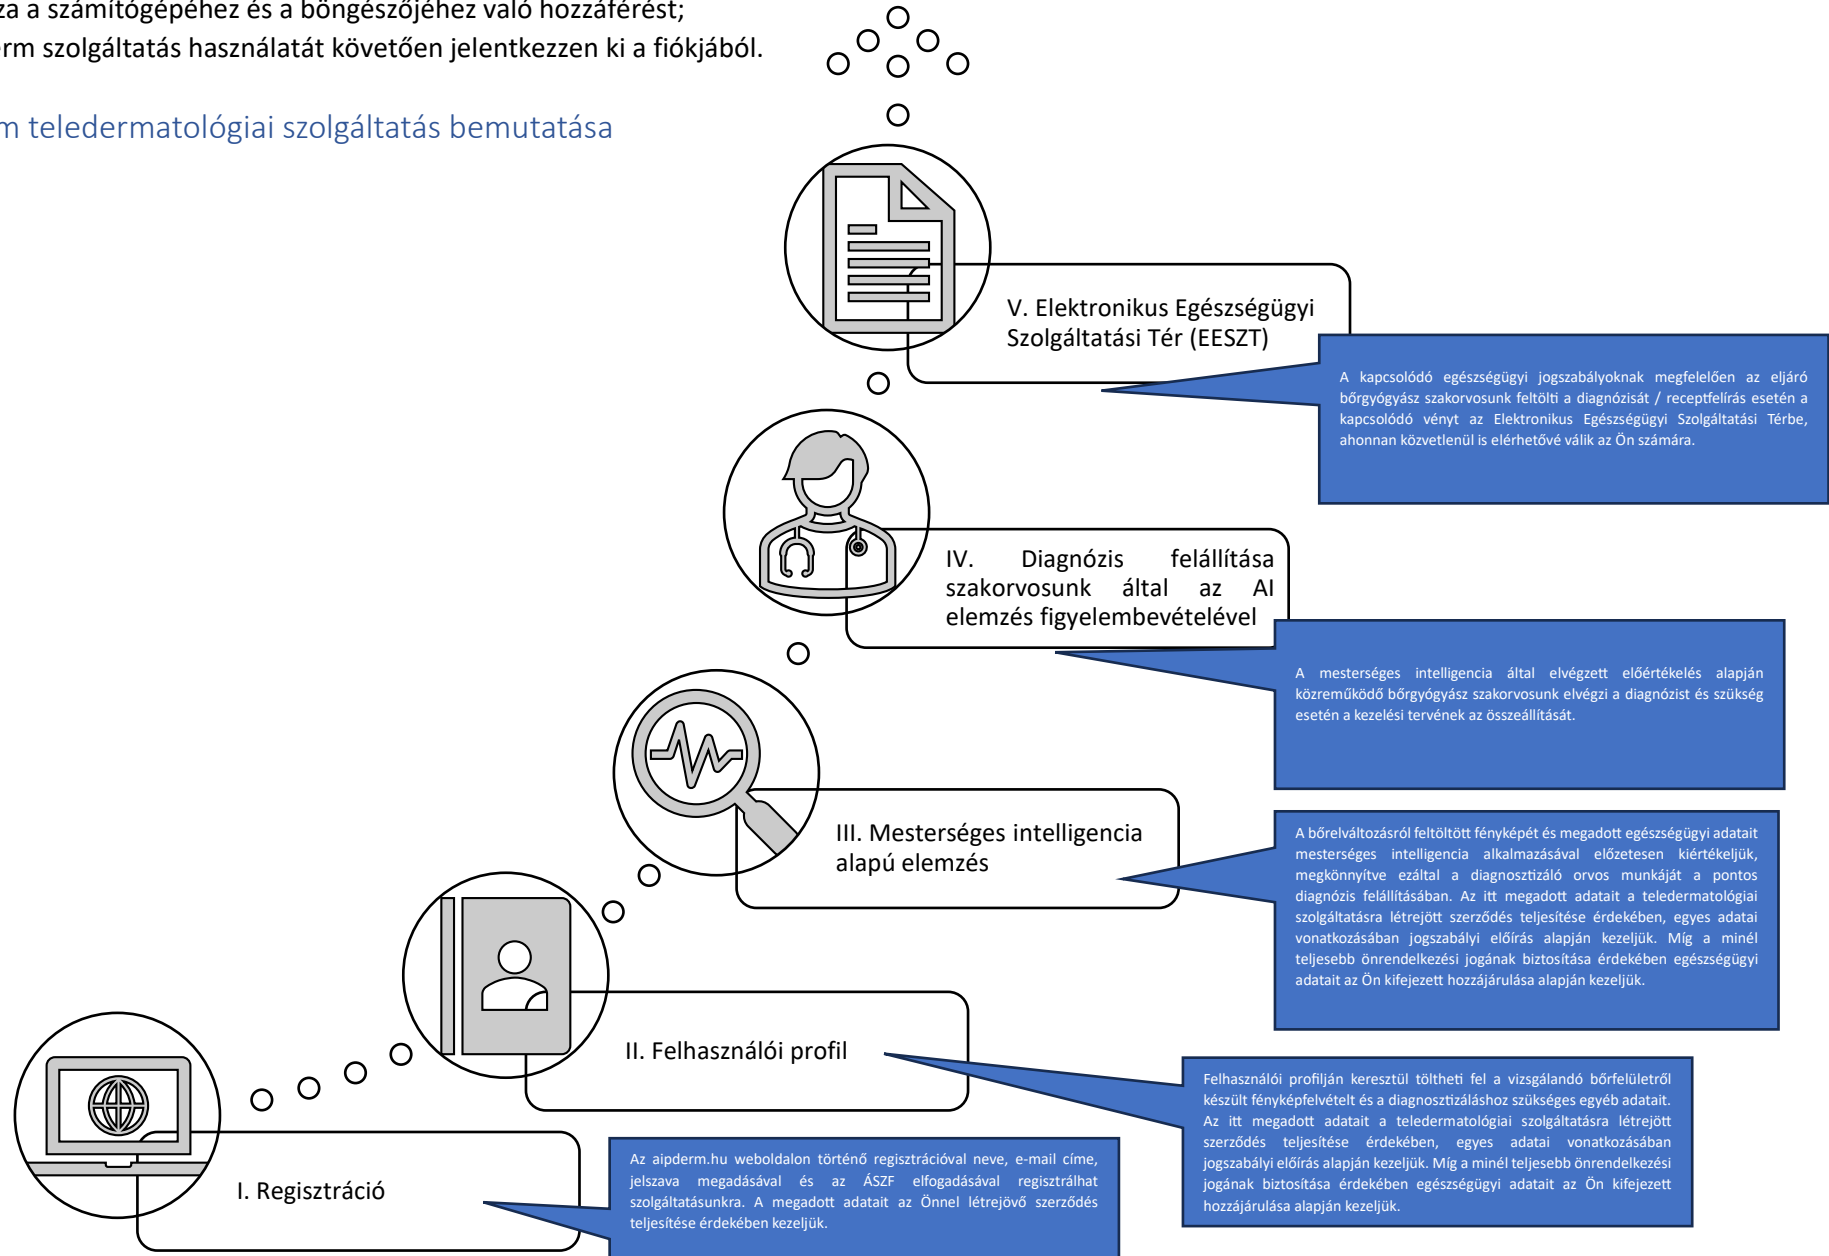 za a számítógépéhez és a böngészőjéhez való hozzáférést;
erm szolgáltatás használatát követően jelentkezzen ki a fiókjából.
m teledermatológiai szolgáltatás bemutatása
V. Elektronikus Egészségügyi
Szolgáltatási Tér (EESZT)
A kapcsolódó egészségügyi jogszabályoknak megfelelően az eljáró
bőrgyógyász szakorvosunk feltölti a diagnózisát / receptfelírás esetén a
kapcsolódó vényt az Elektronikus Egészségügyi Szolgáltatási Térbe,
ahonnan közvetlenül is elérhetővé válik az Ön számára.
IV. Diagnózis felállítása
szakorvosunk által az AI
elemzés figyelembevételével
A mesterséges intelligencia által elvégzett előértékelés alapján
közreműködő bőrgyógyász szakorvosunk elvégzi a diagnózist és szükség
esetén a kezelési tervének az összeállítását.
III. Mesterséges intelligencia
alapú elemzés
A bőrelváltozásról feltöltött fényképét és megadott egészségügyi adatait
mesterséges intelligencia alkalmazásával előzetesen kiértékeljük,
megkönnyítve ezáltal a diagnosztizáló orvos munkáját a pontos
diagnózis felállításában. Az itt megadott adatait a teledermatológiai
szolgáltatásra létrejött szerződés teljesítése érdekében, egyes adatai
vonatkozásában jogszabályi előírás alapján kezeljük. Míg a minél
teljesebb önrendelkezési jogának biztosítása érdekében egészségügyi
adatait az Ön kifejezett hozzájárulása alapján kezeljük.
II. Felhasználói profil
Felhasználói profilján keresztül töltheti fel a vizsgálandó bőrfelületről
készült fényképfelvételt és a diagnosztizáláshoz szükséges egyéb adatait.
Az itt megadott adatait a teledermatológiai szolgáltatásra létrejött
szerződés teljesítése érdekében, egyes adatai vonatkozásában
jogszabályi előírás alapján kezeljük. Míg a minél teljesebb önrendelkezési
jogának biztosítása érdekében egészségügyi adatait az Ön kifejezett
hozzájárulása alapján kezeljük.
I. Regisztráció
Az aipderm.hu weboldalon történő regisztrációval neve, e-mail címe,
jelszava megadásával és az ÁSZF elfogadásával regisztrálhat
szolgáltatásunkra. A megadott adatait az Önnel létrejövő szerződés
teljesítése érdekében kezeljük.